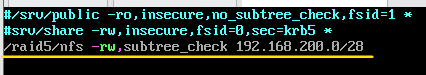 #/srv/public -ro,insecure,no_subtree_check,fsid=1 *
#srv/share -rw,insecure,fsid=0,sec=krb5 *
/raid5/nfs -rw,subtree_check 192.168.200.0/28